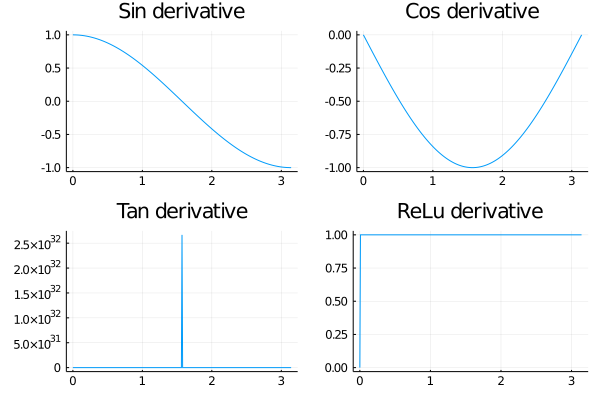 Sin derivative
1.0
0.5
0.0
-0.5
-1.0
0 1 2 3
Cos derivative
0.00
-0.25
-0.50
-0.75
-1.00
0 1 2 3
Tan derivative
2.5×10³²
2.0×10³²
1.5×10³²
1.0×10³²
5.0×10³¹
0
0 1 2 3
ReLu derivative
1.00
0.75
0.50
0.25
0.00
0 1 2 3